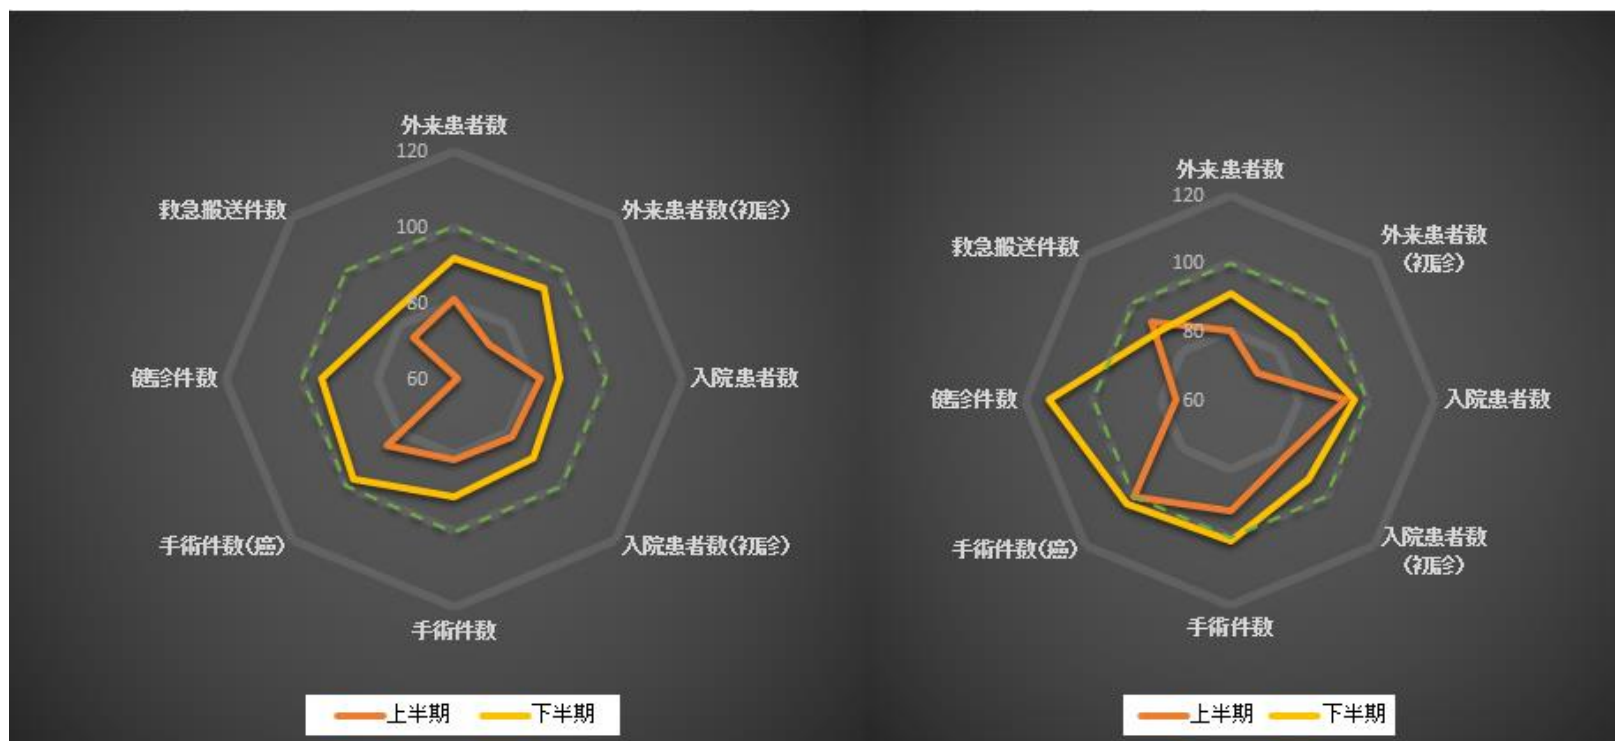 外来患者数
120
外来患者数(初診)
100
80
60
入院患者数
入院患者数(初診)
手術件数
手術件数(癌)
健診件数
救急搬送件数
上半期
下半期
外来患者数
120
外来患者数
(初診)
100
80
60
入院患者数
入院患者数
(初診)
手術件数
手術件数(癌)
健診件数
救急搬送件数
上半期
下半期